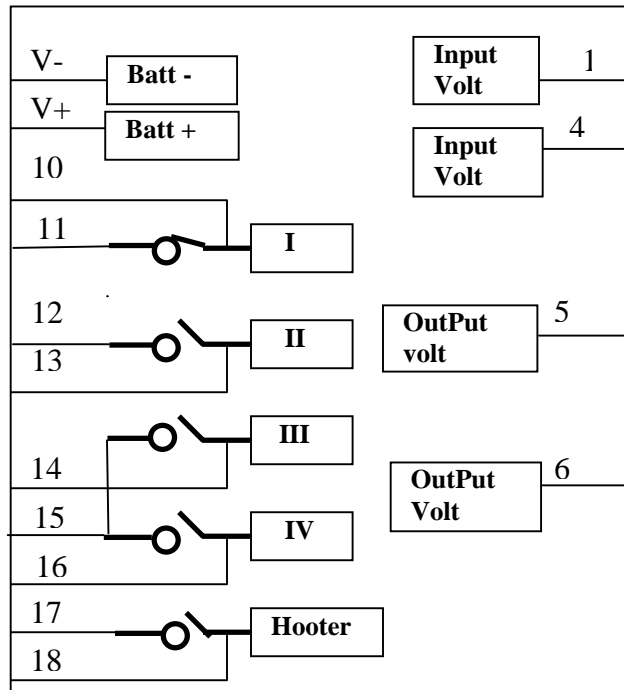 V-
Batt -
V+
Batt +
10
11
I
12
13
II
III
14
15
IV
16
17
Hooter
18
Input
Volt
1
Input
Volt
4
OutPut
volt
5
OutPut
Volt
6